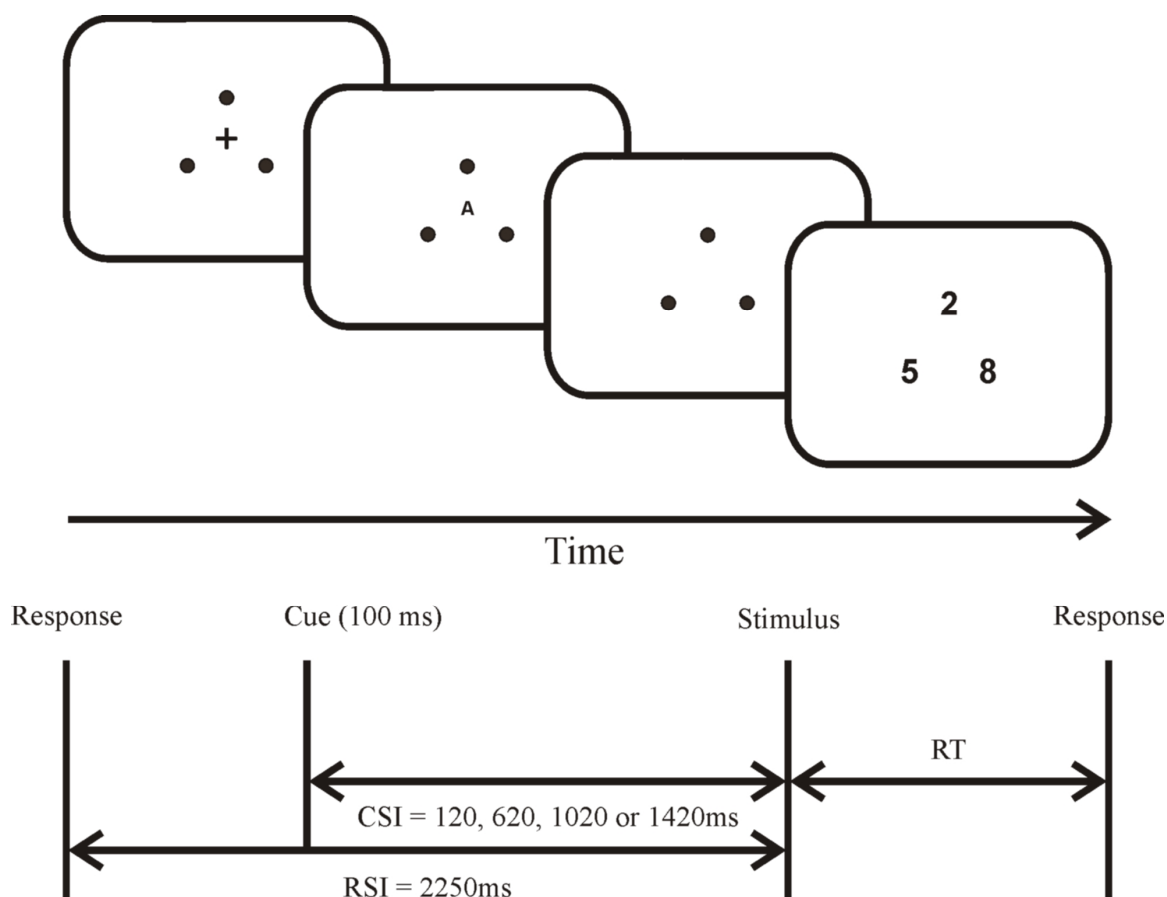 +
A
2
5 8
Time
Response Cue (100 ms) Stimulus Response
RT
CSI = 120, 620, 1020 or 1420ms
RSI = 2250ms